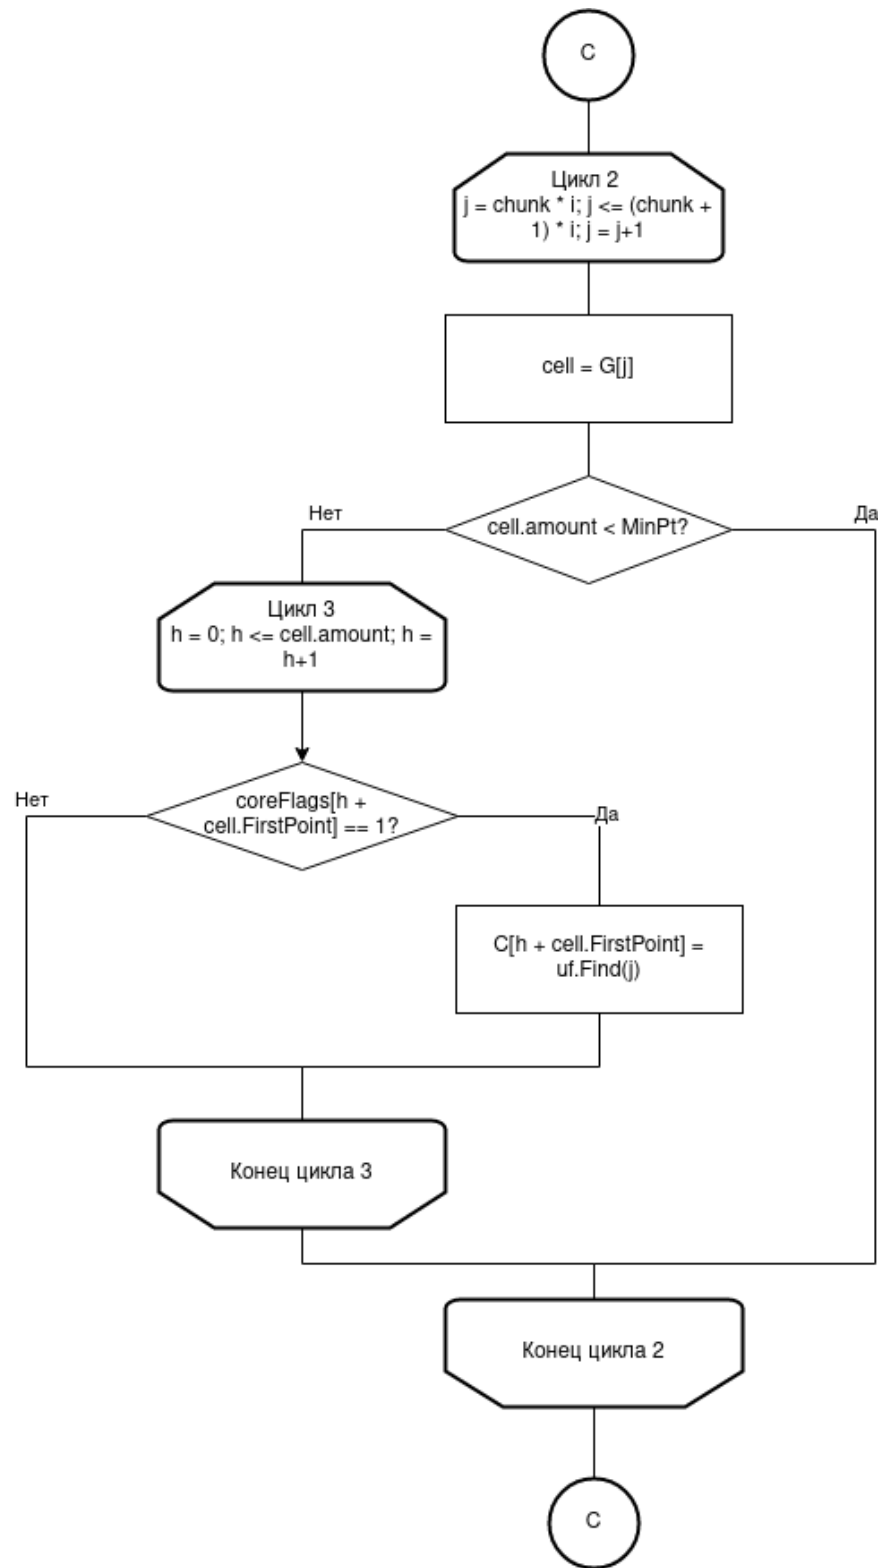 C
Цикл 2
j = chunk * i; j <= (chunk +
1) * i; j = j+1
cell = G[j]
cell.amount < MinPt?
Нет
Да
Цикл 3
h = 0; h <= cell.amount; h =
h+1
coreFlags[h +
cell.FirstPoint] == 1?
Нет
Да
C[h + cell.FirstPoint] =
uf.Find(j)
Конец цикла 3
Конец цикла 2
C